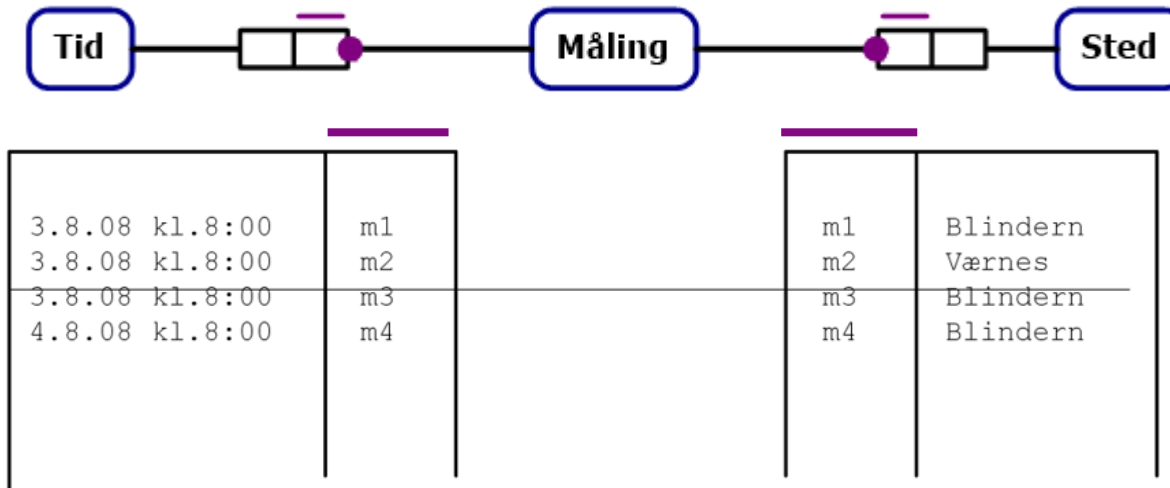 Tid Måling Sted
3.8.08 kl.8:00 m1 m1 Blindern
3.8.08 kl.8:00 m2 m2 Værnes
3.8.08 kl.8:00 m3 m3 Blindern
4.8.08 kl.8:00 m4 m4 Blindern